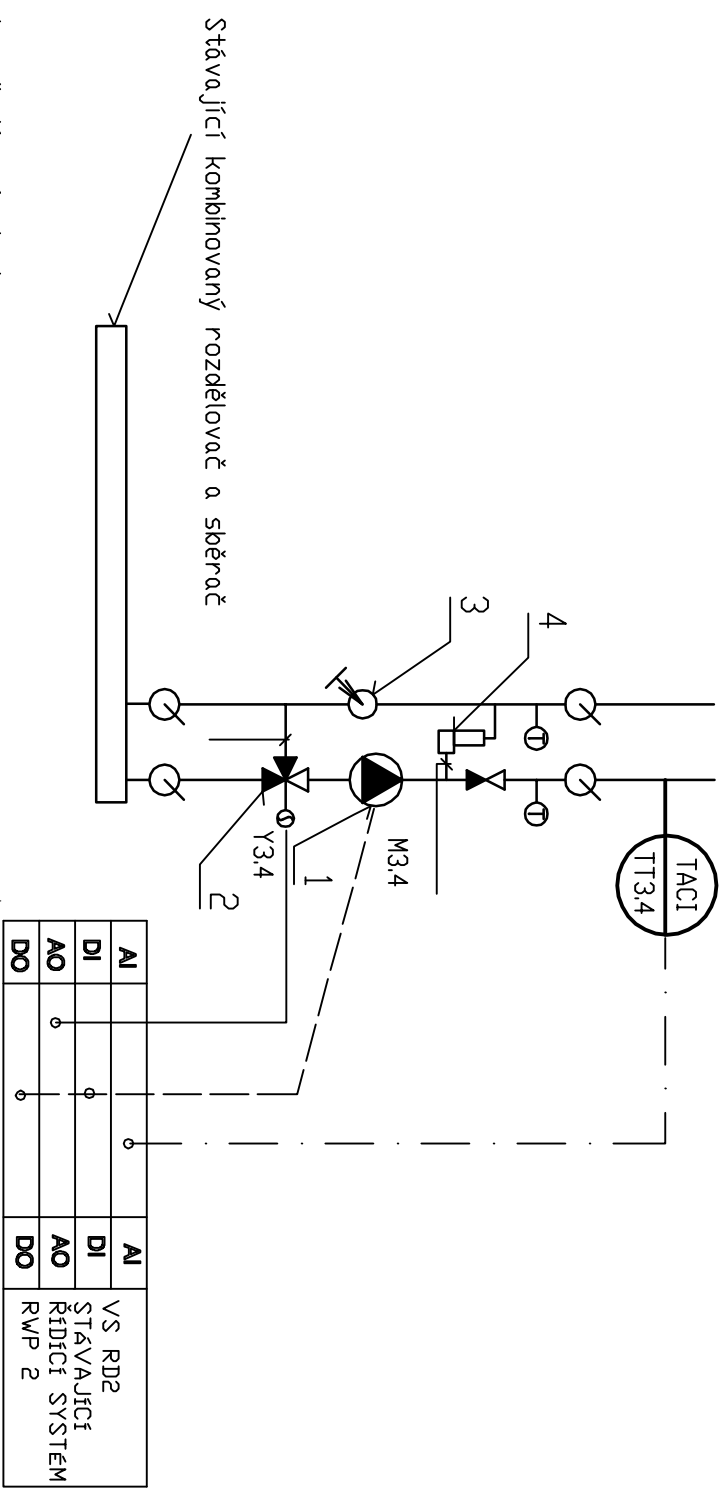 Stávající kombinovaný rozdělovač a sběrač
3
4
T
T
TACI
TT3,4
M3,4
1
S
Y3,4
2
AI
DI
AO
DO
AI
DI
AO
DO
VS RD2
STÁVAJÍCÍ
ŘÍDÍCÍ SYSTÉM
RWP 2